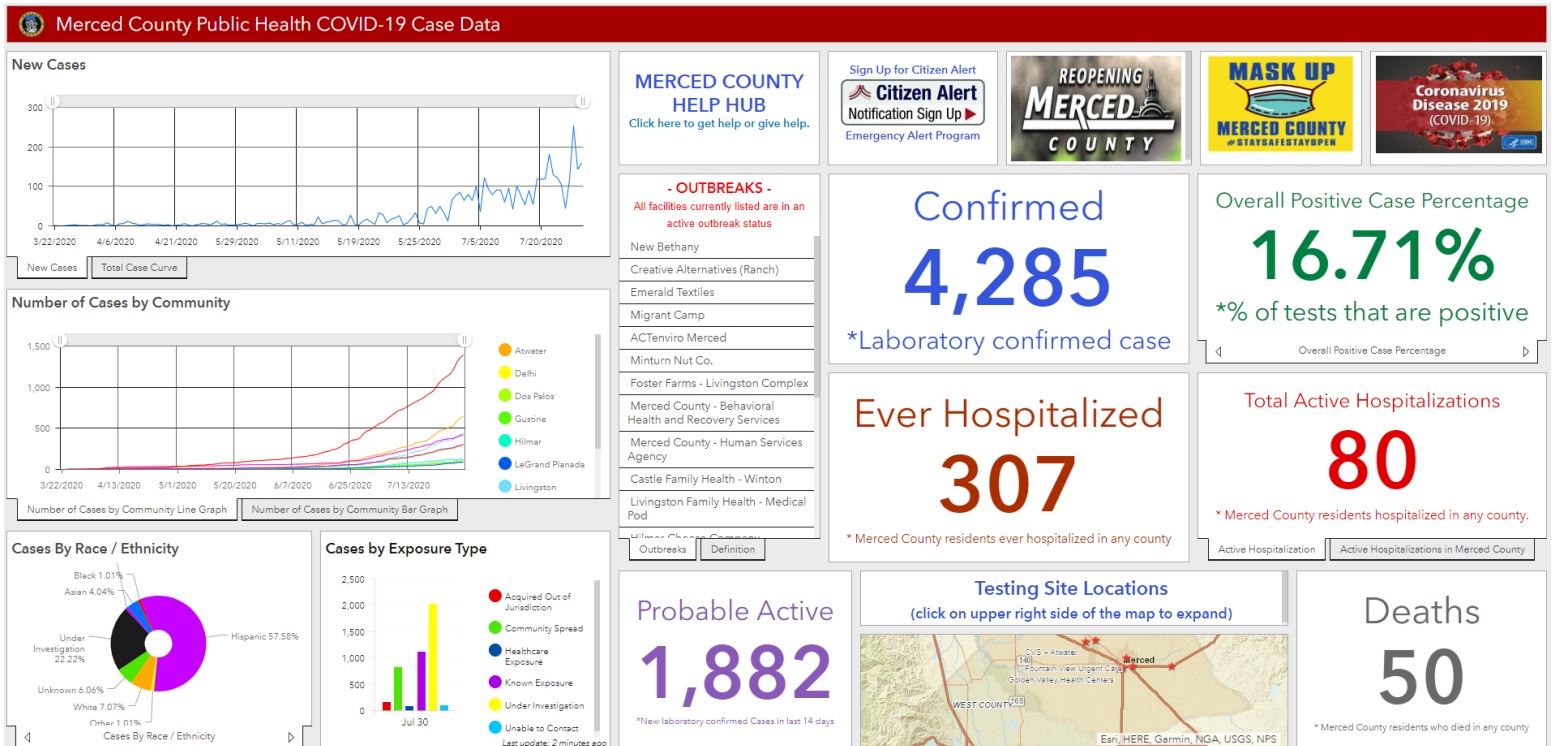 Merced County Public Health COVID-19 Case Data
New Cases
300
200
100
0
3/22/2020
4/6/2020
4/21/2020
5/29/2020
5/11/2020
5/19/2020
5/25/2020
7/5/2020
7/20/2020
New Cases
Total Case Curve
Number of Cases by Community
1,500
1,000
500
0
3/22/2020
4/13/2020
5/1/2020
5/20/2020
6/7/2020
6/25/2020
7/13/2020
Atwater
Delhi
Dos Palos
Gustine
Hilmar
LeGrand Planada
Livingston
Number of Cases by Community Line Graph
Number of Cases by Community Bar Graph
Cases By Race / Ethnicity
Black 1.01%
Asian 4.04%
Under
Investigation
22.22%
Unknown 6.06%
White 7.07%
Other 1.01%
Hispanic 57.58%
Cases By Race / Ethnicity
Cases by Exposure Type
2,500
2,000
1,500
1,000
500
0
Jul 30
Acquired Out of
Jurisdiction
Community Spread
Healthcare
Exposure
Known Exposure
Under Investigation
Unable to Contact
Last update: 2 minutes ago
MERCED COUNTY
HELP HUB
Click here to get help or give help.
Sign Up for Citizen Alert
Citizen Alert
Notification Sign Up
Emergency Alert Program
REOPENING
MERCED
COUNTY
MASK UP
MERCED COUNTY
#STAYSAFESTAYOPEN
Coronavirus
Disease 2019
(COVID-19)
CDC
- OUTBREAKS -
All facilities currently listed are in an
active outbreak status
New Bethany
Creative Alternatives (Ranch)
Emerald Textiles
Migrant Camp
ACTenviro Merced
Minturn Nut Co.
Foster Farms - Livingston Complex
Merced County - Behavioral
Health and Recovery Services
Merced County - Human Services
Agency
Castle Family Health - Winton
Livingston Family Health - Medical
Pod
Hilmar Cheese Company
Outbreaks
Definition
Confirmed
4,285
*Laboratory confirmed case
Overall Positive Case Percentage
16.71%
*% of tests that are positive
Overall Positive Case Percentage
Ever Hospitalized
307
* Merced County residents ever hospitalized in any county
Total Active Hospitalizations
80
* Merced County residents hospitalized in any county.
Active Hospitalization
Active Hospitalizations in Merced County
Probable Active
1,882
*New laboratory confirmed Cases in last 14 days
Testing Site Locations
(click on upper right side of the map to expand)
CVS - Atwater
Merced
140
Fountain View Urgent Care
Golden Valley Health Centers
WEST COUNTY
165
Esri, HERE, Garmin, NGA, USGS, NPS
Deaths
50
* Merced County residents who died in any county